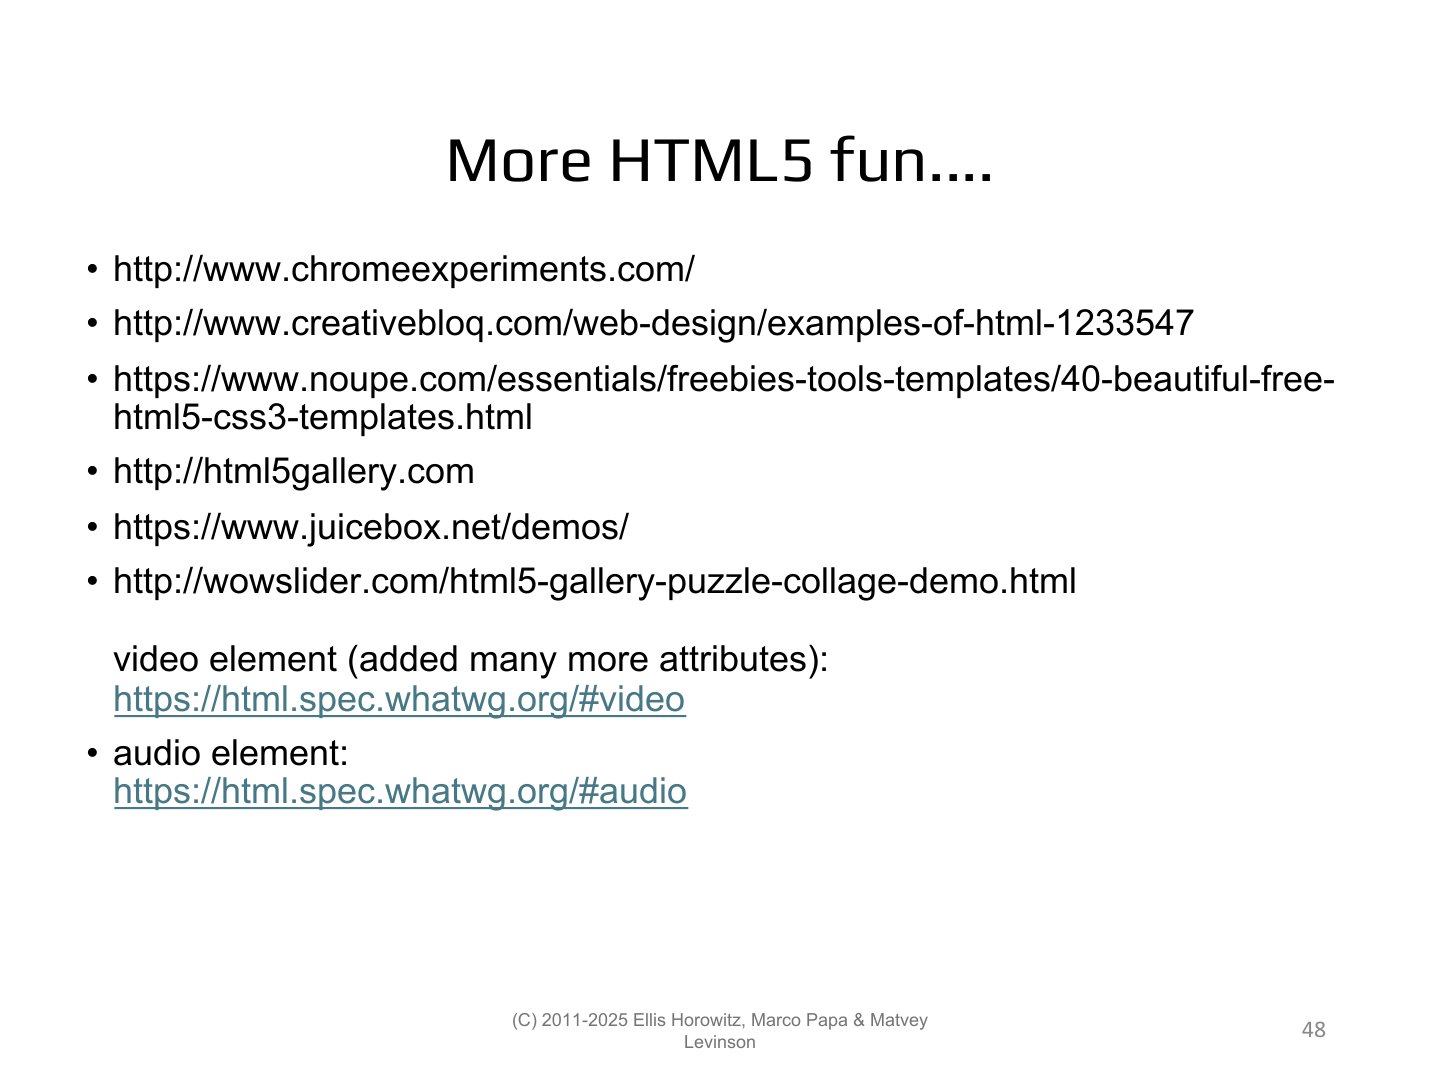 More HTML5 fun....
• http://www.chromeexperiments.com/
• http://www.creativebloq.com/web-design/examples-of-html-1233547
• https://www.noupe.com/essentials/freebies-tools-templates/40-beautiful-free-
html5-css3-templates.html
• http://html5gallery.com
• https://www.juicebox.net/demos/
• http://wowslider.com/html5-gallery-puzzle-collage-demo.html
video element (added many more attributes):
https://html.spec.whatwg.org/#video
• audio element:
https://html.spec.whatwg.org/#audio
(C) 2011-2025 Ellis Horowitz, Marco Papa & Matvey
Levinson
48